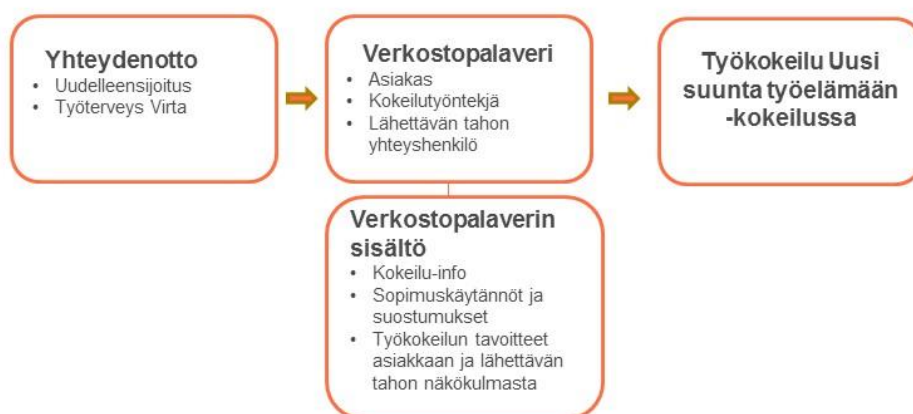 Yhteydenotto
• Uudelleensijoitus
• Työterveys Virta
Verkostopalaveri
• Asiakas
• Kokeilutyöntekjä
• Lähettävän tahon
yhteyshenkilö
Työkokeilu Uusi
suunta työelämään
-kokeilussa
Verkostopalaverin
sisältö
• Kokeilu-info
• Sopimuskäytännöt ja
suostumukset
• Työkokeilun tavoitteet
asiakkaan ja lähettävän
tahon näkökulmasta